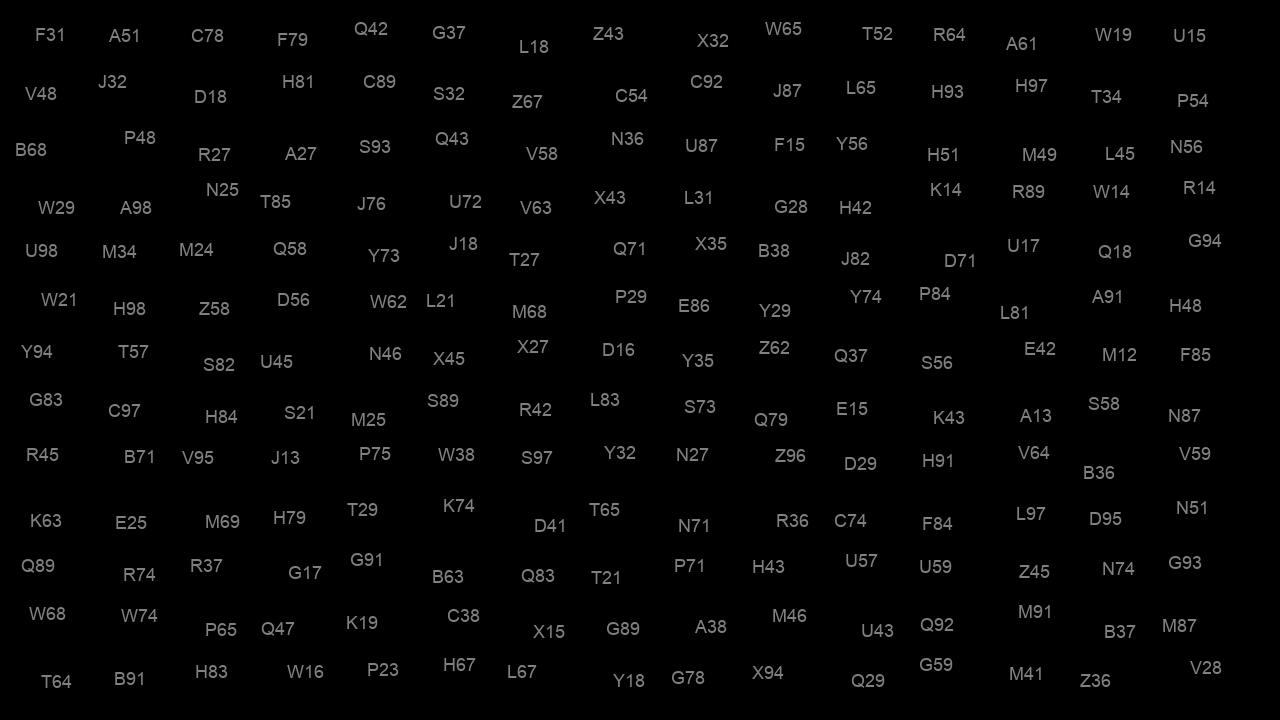 F31 A51 C78 F79 Q42 G37 L18 Z43 X32 W65 T52 R64 A61 W19 U15
V48 J32 D18 H81 C89 S32 Z67 C54 C92 J87 L65 H93 H97 T34 P54
B68 P48 R27 A27 S93 Q43 V58 N36 U87 F15 Y56 H51 M49 L45 N56
W29 A98 N25 T85 J76 U72 V63 X43 L31 G28 H42 K14 R89 W14 R14
U98 M34 M24 Q58 Y73 J18 T27 Q71 X35 B38 J82 D71 U17 Q18 G94
W21 H98 Z58 D56 W62 L21 M68 P29 E86 Y29 Y74 P84 L81 A91 H48
Y94 T57 S82 U45 N46 X45 X27 D16 Y35 Z62 Q37 S56 E42 M12 F85
G83 C97 H84 S21 M25 S89 R42 L83 S73 Q79 E15 K43 A13 S58 N87
R45 B71 V95 J13 P75 W38 S97 Y32 N27 Z96 D29 H91 V64 B36 V59
K63 E25 M69 H79 T29 K74 D41 T65 N71 R36 C74 F84 L97 D95 N51
Q89 R74 R37 G17 G91 B63 Q83 T21 P71 H43 U57 U59 Z45 N74 G93
W68 W74 P65 Q47 K19 C38 X15 G89 A38 M46 U43 Q92 M91 B37 M87
T64 B91 H83 W16 P23 H67 L67 Y18 G78 X94 Q29 G59 M41 Z36 V28